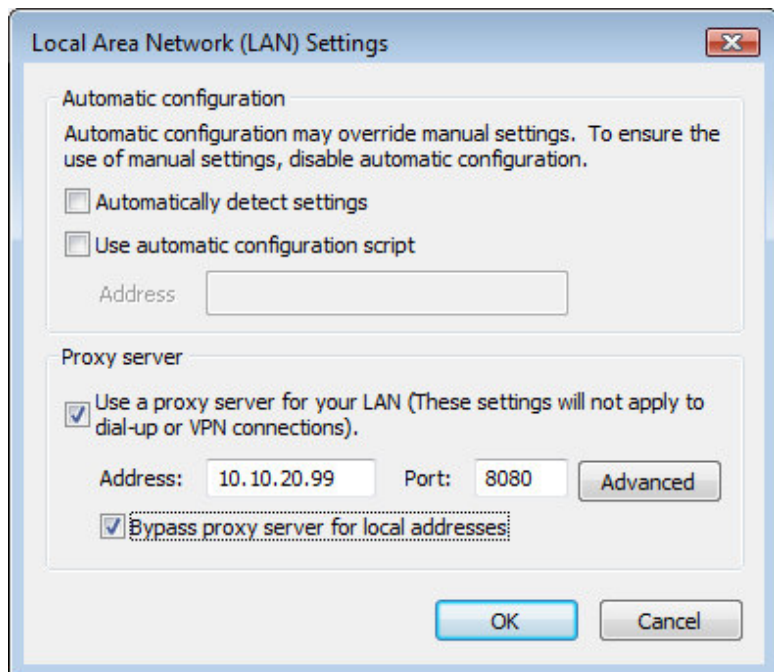 Local Area Network (LAN) Settings
Automatic configuration
Automatic configuration may override manual settings.  To ensure the
use of manual settings, disable automatic configuration.
Automatically detect settings
Use automatic configuration script
Address
Proxy server
Use a proxy server for your LAN (These settings will not apply to
dial-up or VPN connections).
Address: 10.10.20.99 Port: 8080 Advanced
Bypass proxy server for local addresses
OK Cancel